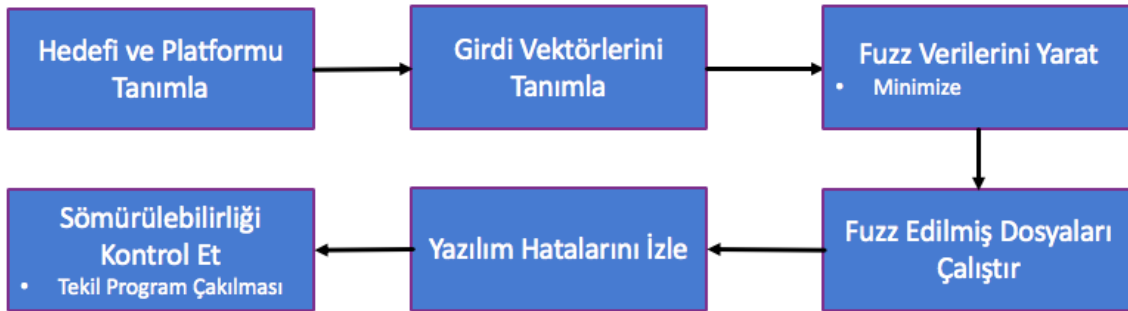 Hedefi ve Platformu
Tanımla
Girdi Vektörlerini
Tanımla
Fuzz Verilerini Yarat
• Minimize
Fuzz Edilmiş Dosyaları
Çalıştır
Yazılım Hatalarını İzle
Sömürülebilirliği
Kontrol Et
• Tekil Program Çakılması